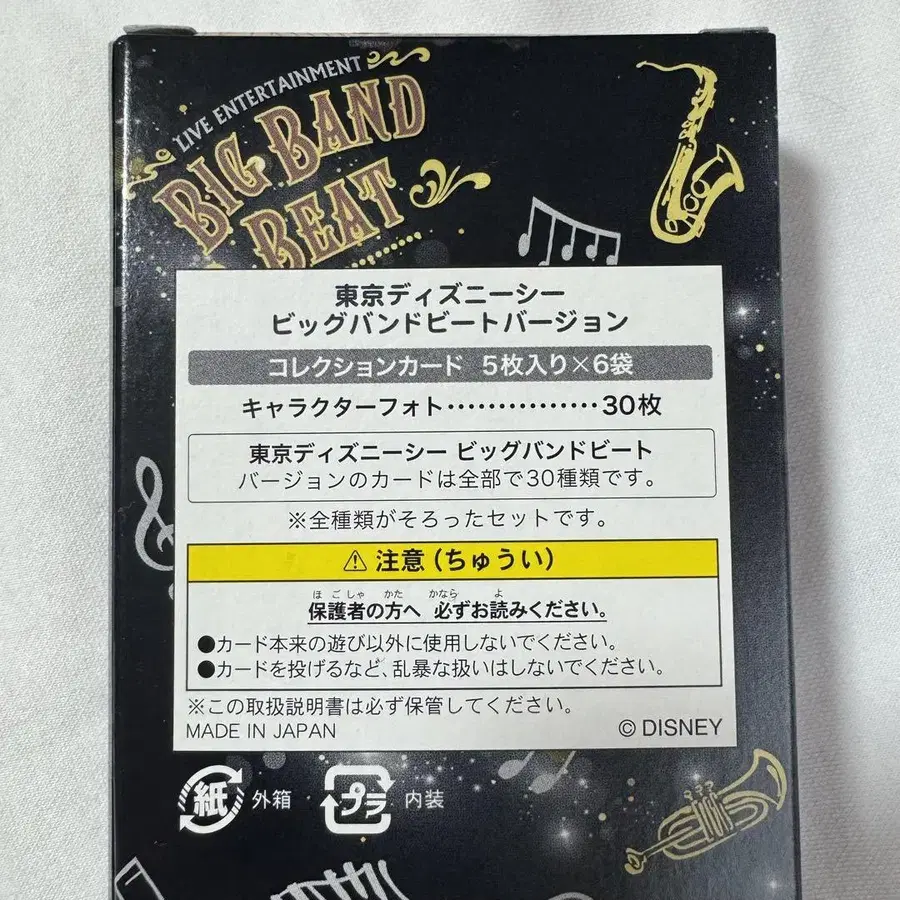 LIVE ENTERTAINMENT
BIG BAND
BEAT
東京ディズニーシー
ビッグバンドビートバージョン
コレクションカード 5枚入り×6袋
キャラクターフォト……………30枚
東京ディズニーシー ビッグバンドビート
バージョンのカードは全部で30種類です。
※全種類がそろったセットです。
⚠ 注意(ちゅうい)
ほごしゃ かた かなら よ
保護者の方へ 必ずお読みください。
●カード本来の遊び以外に使用しないでください。
●カードを投げるなど、乱暴な扱いはしないでください。
※この取扱説明書は必ず保管してください。
MADE IN JAPAN © DISNEY
紙 外箱 プラ 内装